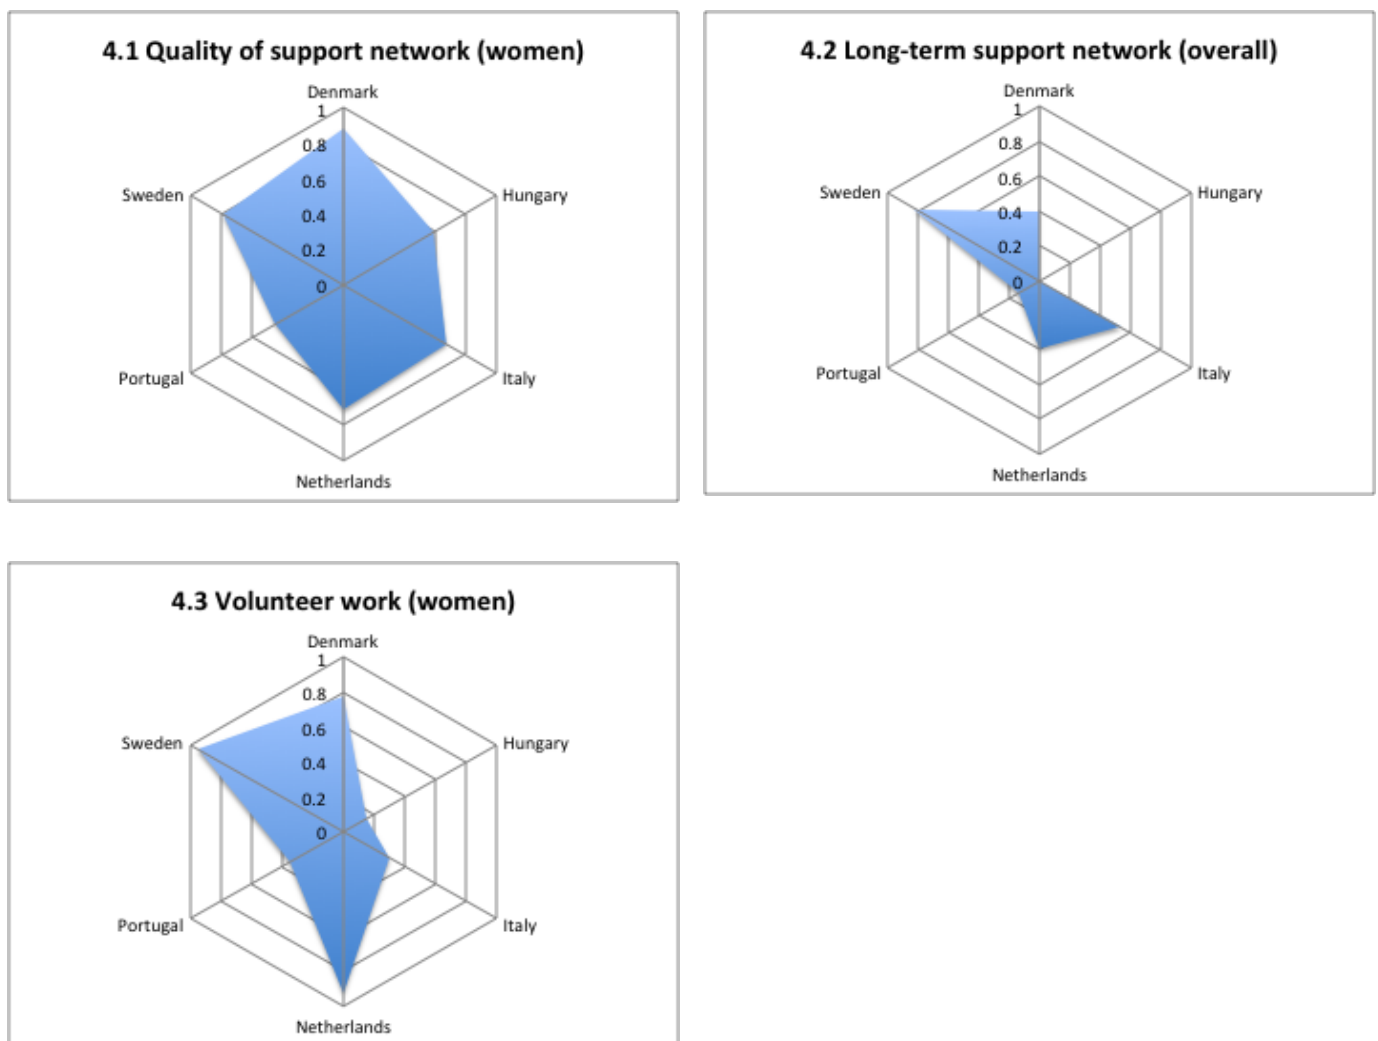 4.1 Quality of support network (women)
Denmark
1
0.8
0.6
0.4
0.2
0
Sweden
Hungary
Portugal
Italy
Netherlands
4.2 Long-term support network (overall)
Denmark
1
0.8
0.6
0.4
0.2
0
Sweden
Hungary
Portugal
Italy
Netherlands
4.3 Volunteer work (women)
Denmark
1
0.8
0.6
0.4
0.2
0
Sweden
Hungary
Portugal
Italy
Netherlands